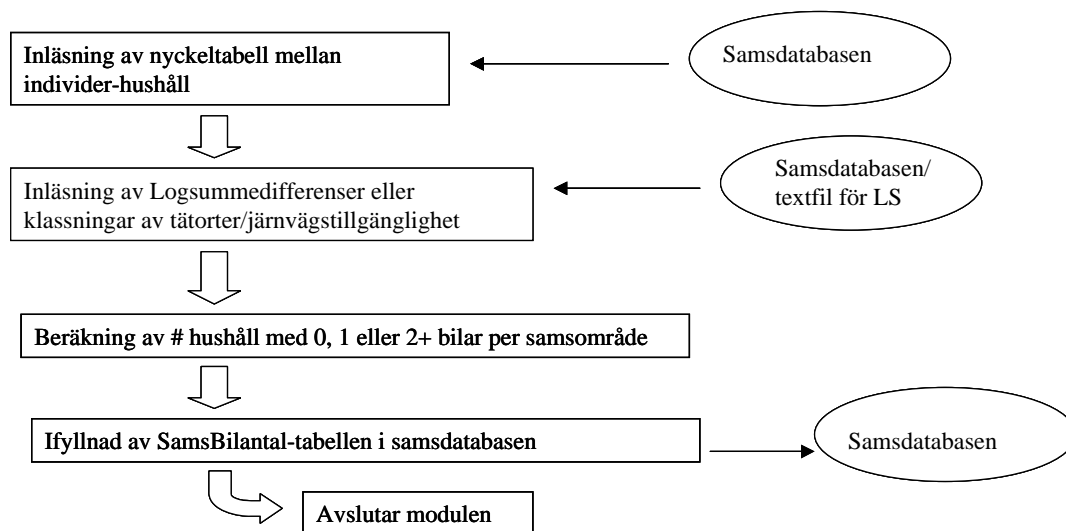 Inläsning av nyckeltabell mellan
individer-hushåll
Samsdatabasen
Inläsning av Logsummedifferenser eller
klassningar av tätorter/järnvägstillgänglighet
Samsdatabasen/
textfil för LS
Beräkning av # hushåll med 0, 1 eller 2+ bilar per samsområde
Ifyllnad av SamsBilantal-tabellen i samsdatabasen
Samsdatabasen
Avslutar modulen